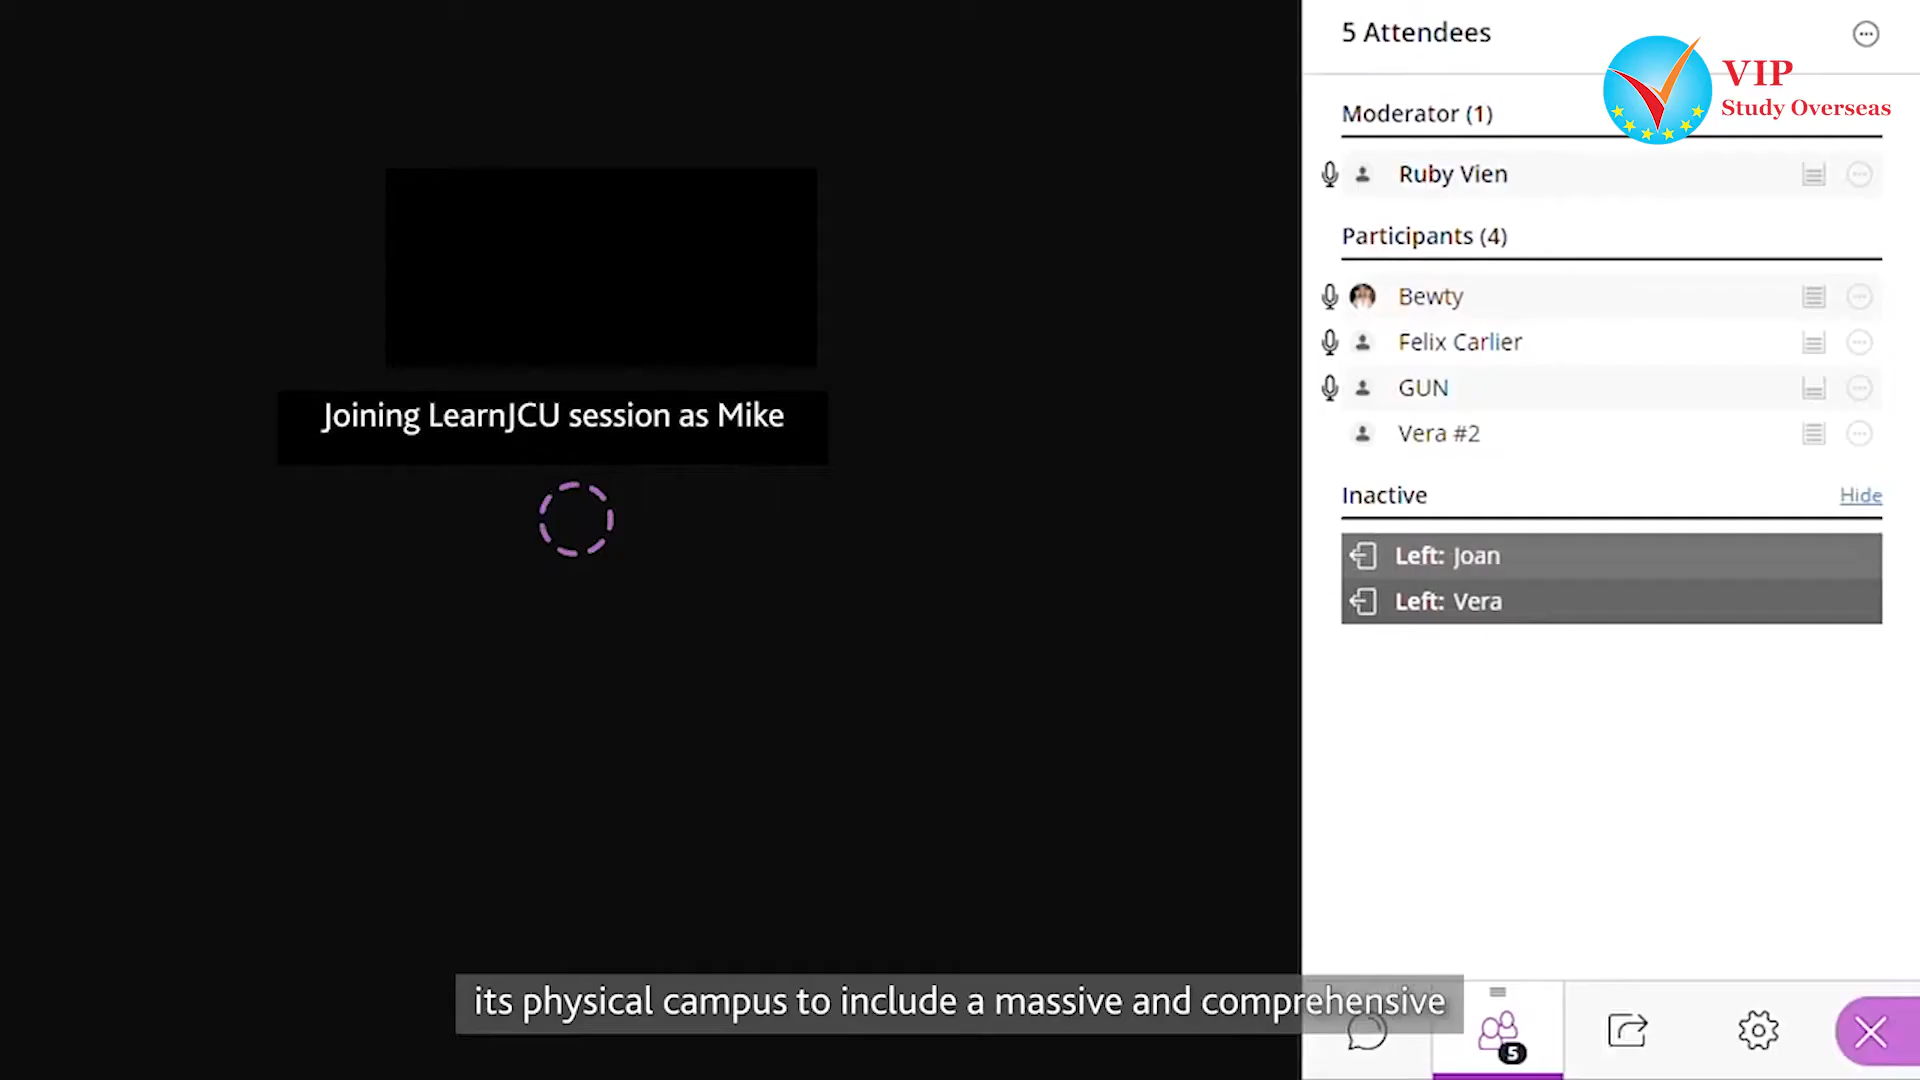 5 Attendees
VIP
Study Overseas
Moderator (1)
Ruby Vien
Participants (4)
Bewty
Felix Carlier
GUN
Vera #2
Inactive
Hide
Left: Joan
Left: Vera
Joining LearnJCU session as Mike
its physical campus to include a massive and comprehensive
5